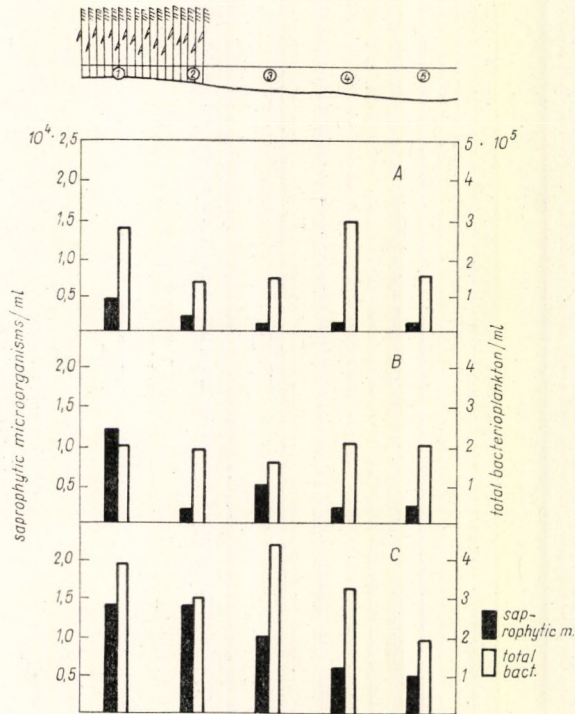 ① ② ③ ④ ⑤
10⁴· 2,5
2,0
1,5
1,0
0,5
A
5 · 10⁵
4
3
2
1
2,0
1,5
1,0
0,5
B
4
3
2
1
2,0
1,5
1,0
0,5
C
4
3
2
1
saprophytic microorganisms/ml
total bacterioplankton/ml
sap-
rophytic m.
total
bact.